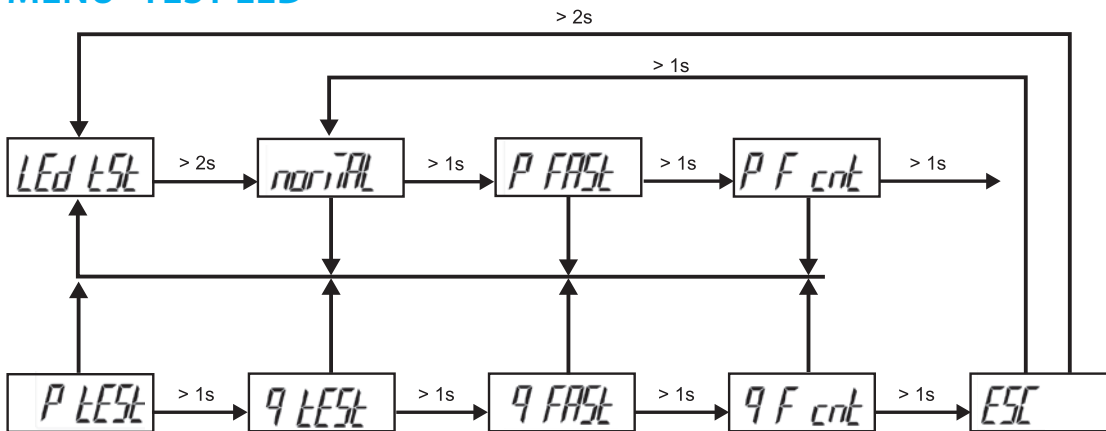 MENU "TEST LED"
> 2s
> 1s
LEd tSt
> 2s
norMAL
> 1s
P FASt
> 1s
P F cnt
> 1s
P tESt
> 1s
q tESt
> 1s
q FASt
> 1s
q F cnt
> 1s
ESC